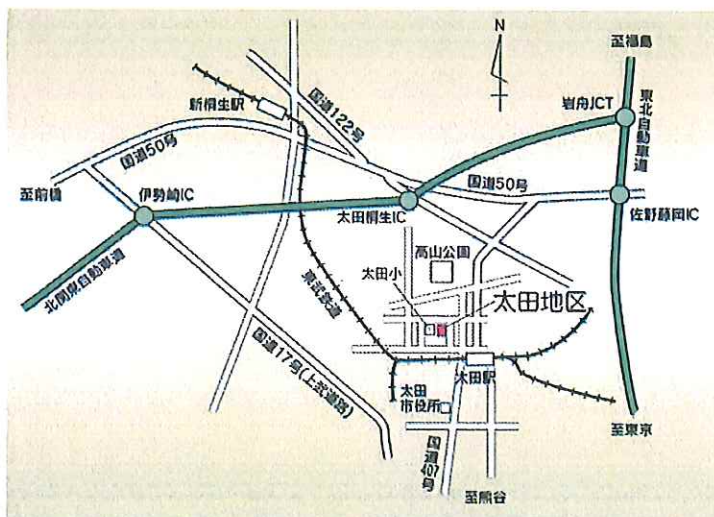 至福島
N
新桐生駅
国道122号
岩舟JCT
東北自動車道
国道50号
国道50号
至前橋
伊勢崎IC
太田桐生IC
佐野藤岡IC
高山公園
太田小
太田地区
北関東自動車道
東武鉄道
国道17号(上武道路)
太田駅
太田
市役所
国道407号
至東京
至熊谷